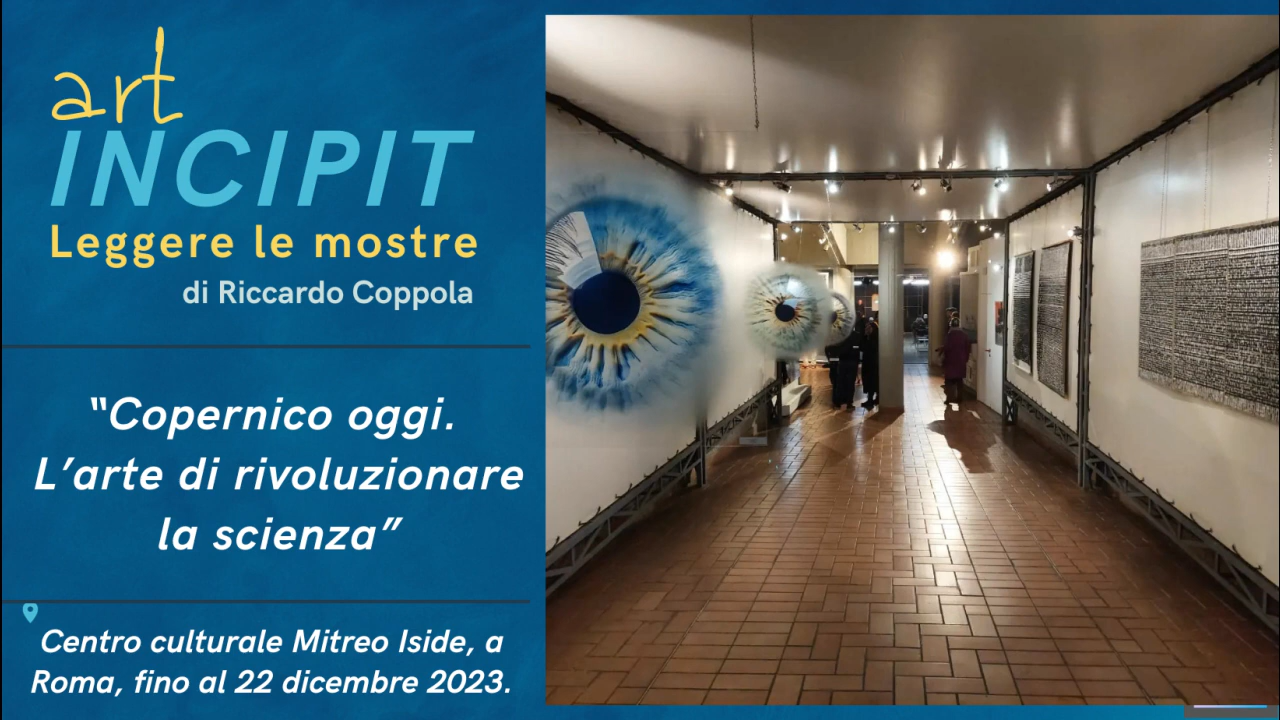 art
INCIPIT
Leggere le mostre
di Riccardo Coppola
“Copernico oggi.
L’arte di rivoluzionare
la scienza”
Centro culturale Mitreo Iside, a
Roma, fino al 22 dicembre 2023.